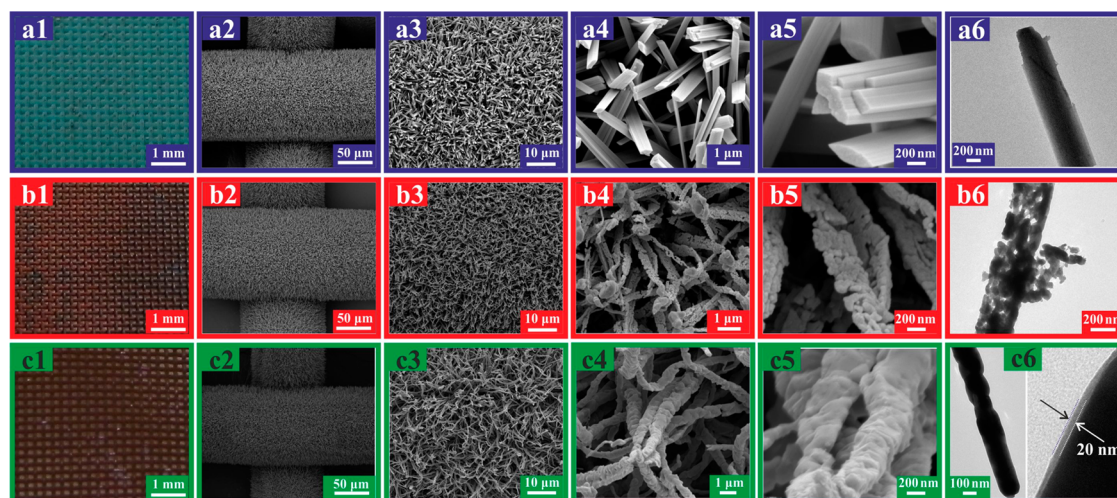 a1 a2 a3 a4 a5 a6
1 mm 50 µm 10 µm 1 µm 200 nm 200 nm
b1 b2 b3 b4 b5 b6
1 mm 50 µm 10 µm 1 µm 200 nm 200 nm
c1 c2 c3 c4 c5 c6
20 nm
1 mm 50 µm 10 µm 1 µm 200 nm 100 nm